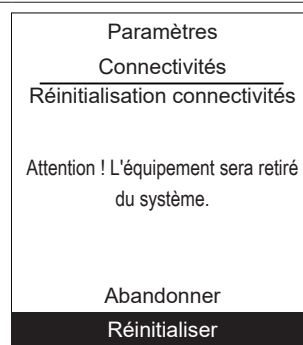 Paramètres
Connectivités
Réinitialisation connectivités
Attention ! L'équipement sera retiré
du système.
Abandonner
Réinitialiser